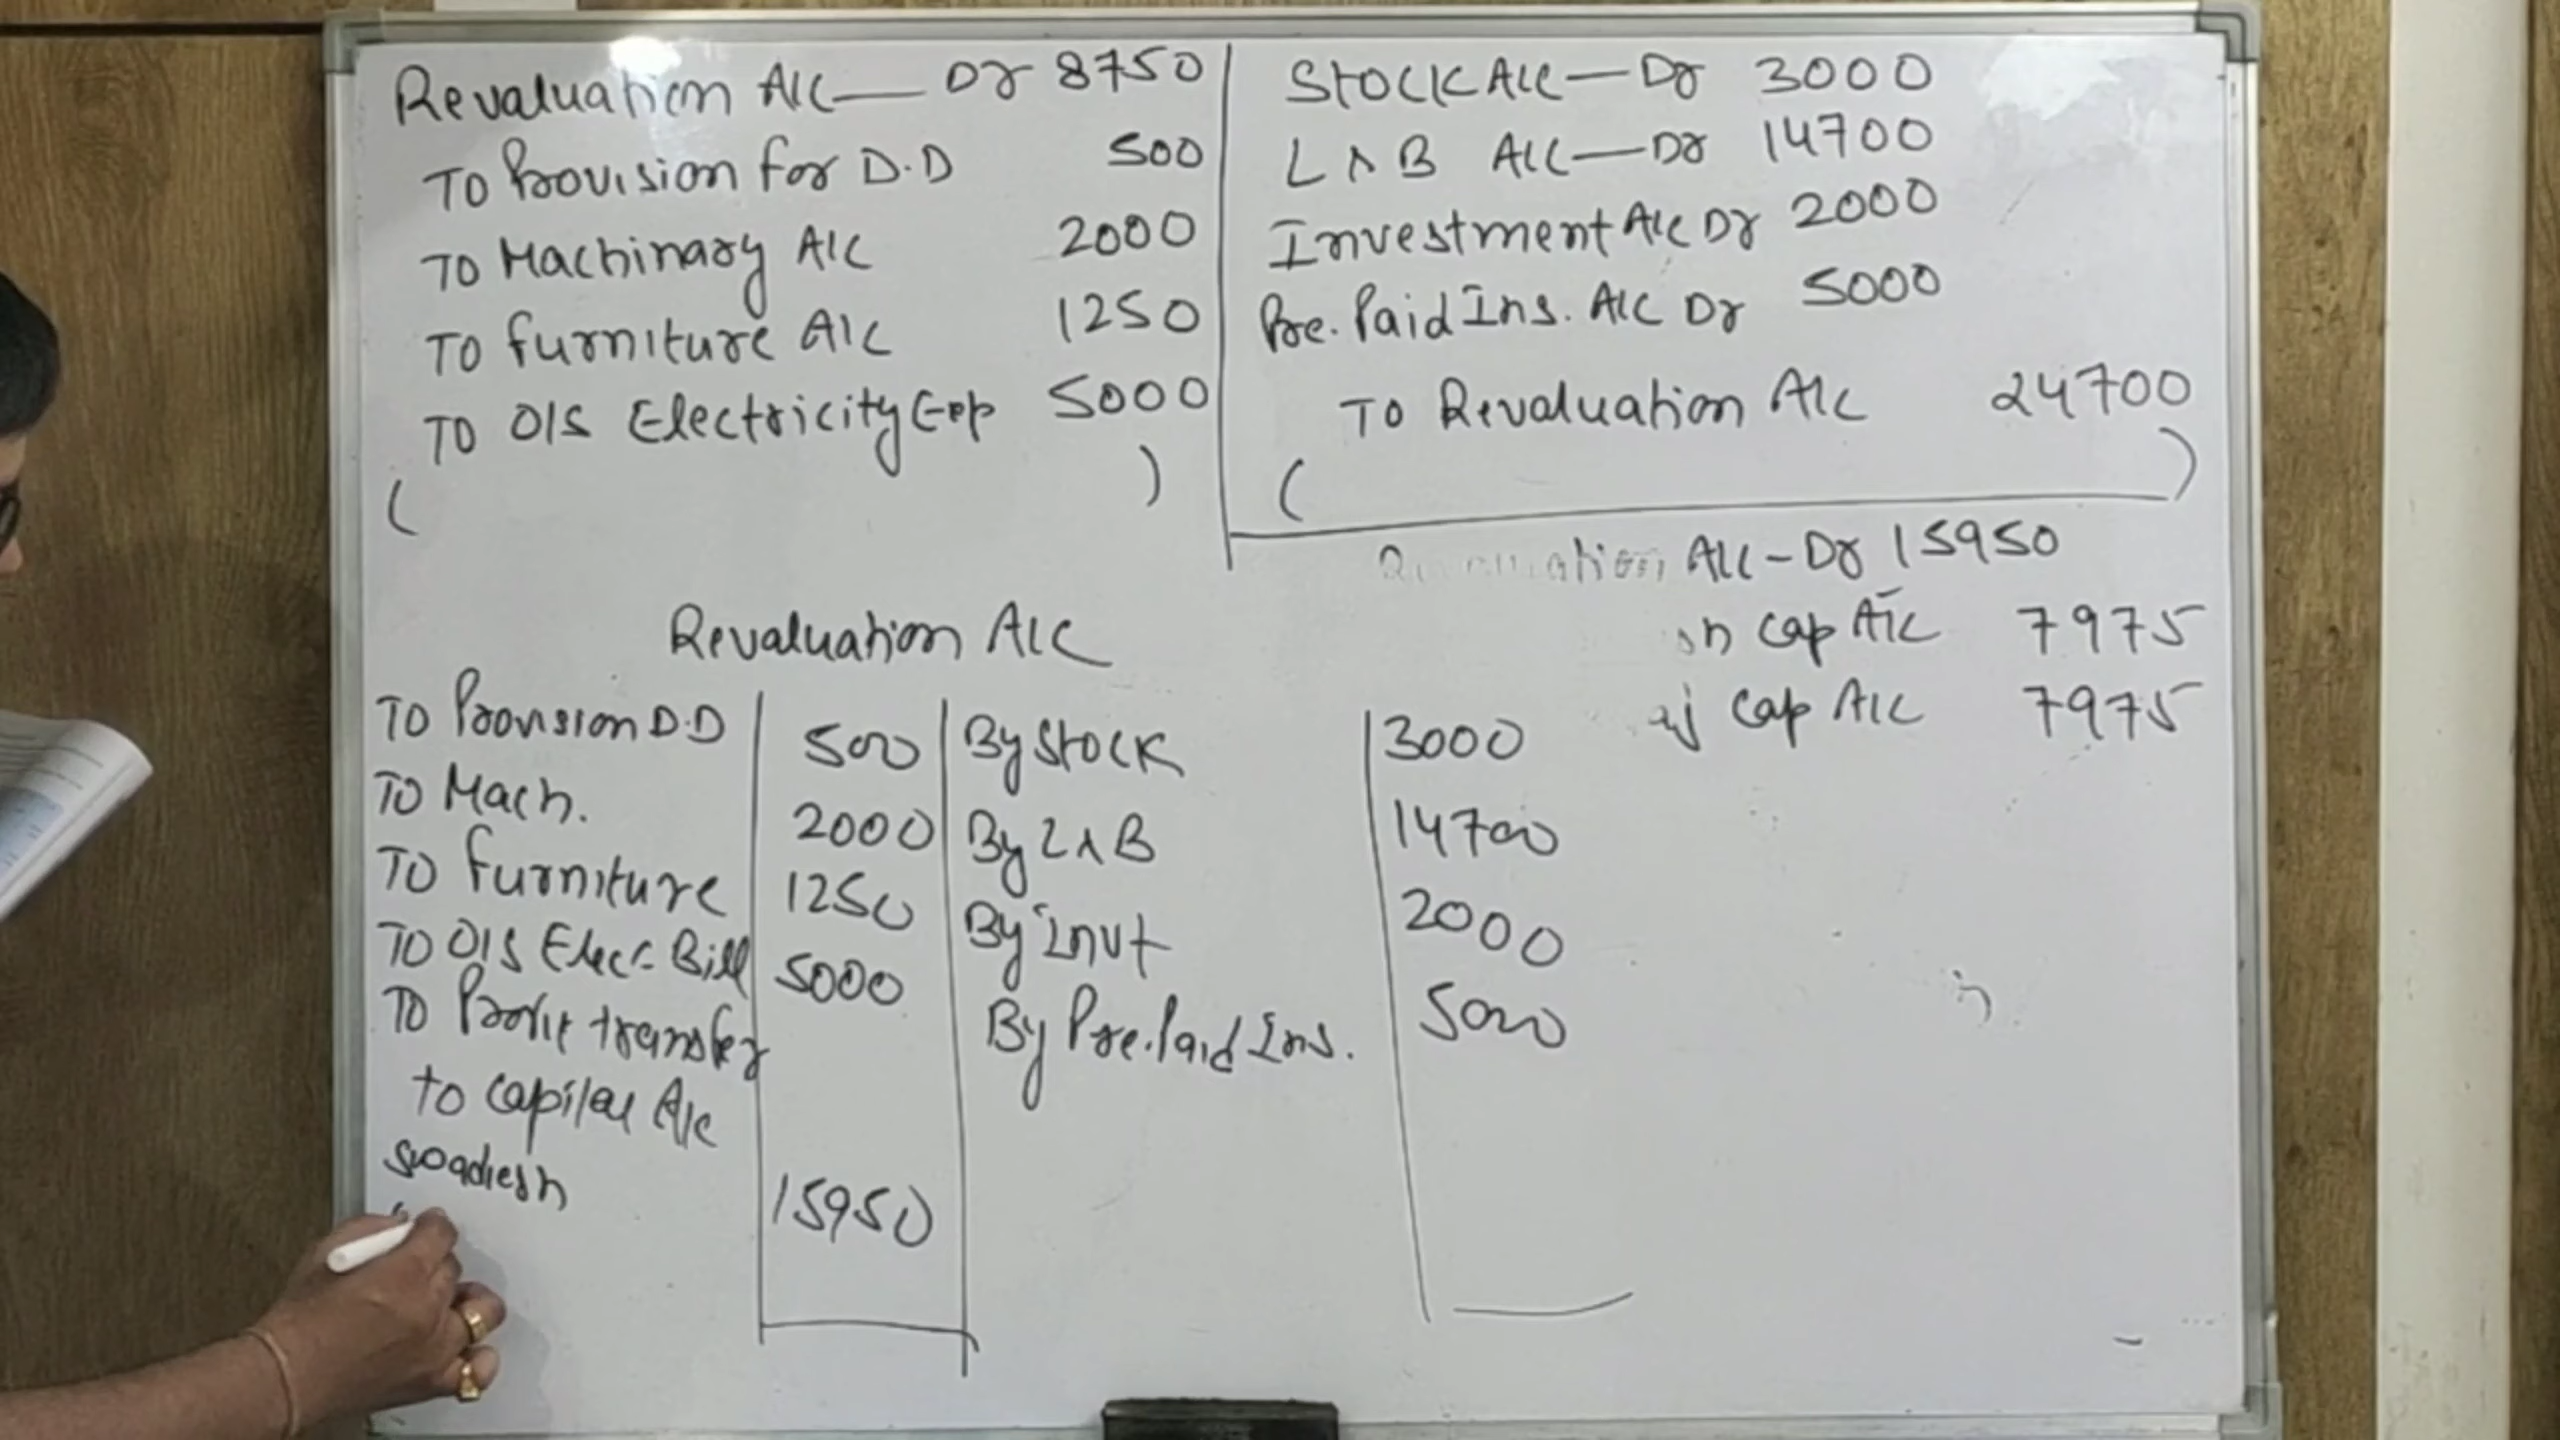 Revaluation A/C — Dr 8750
To Provision for D.D 500
To Machinary A/C 2000
To furniture A/C 1250
To O/S Electricity Exp 5000
( )
Stock A/C — Dr 3000
L & B A/C — Dr 14700
Investment A/C Dr 2000
Pre. Paid Ins. A/C Dr 5000
To Revaluation A/C 24700
( )
A/C - Dr 15950
Cap A/C 7975
Cap A/C 7975
Revaluation A/C
To Provision D.D 500 By Stock 3000
To Mach. 2000 By L & B 14700
To furniture 1250 By Invt 2000
To O/S Elec. Bill 5000 By Pre.Paid Ins. 5000
To Profit transfer
to capital A/c
Swadesh
15950